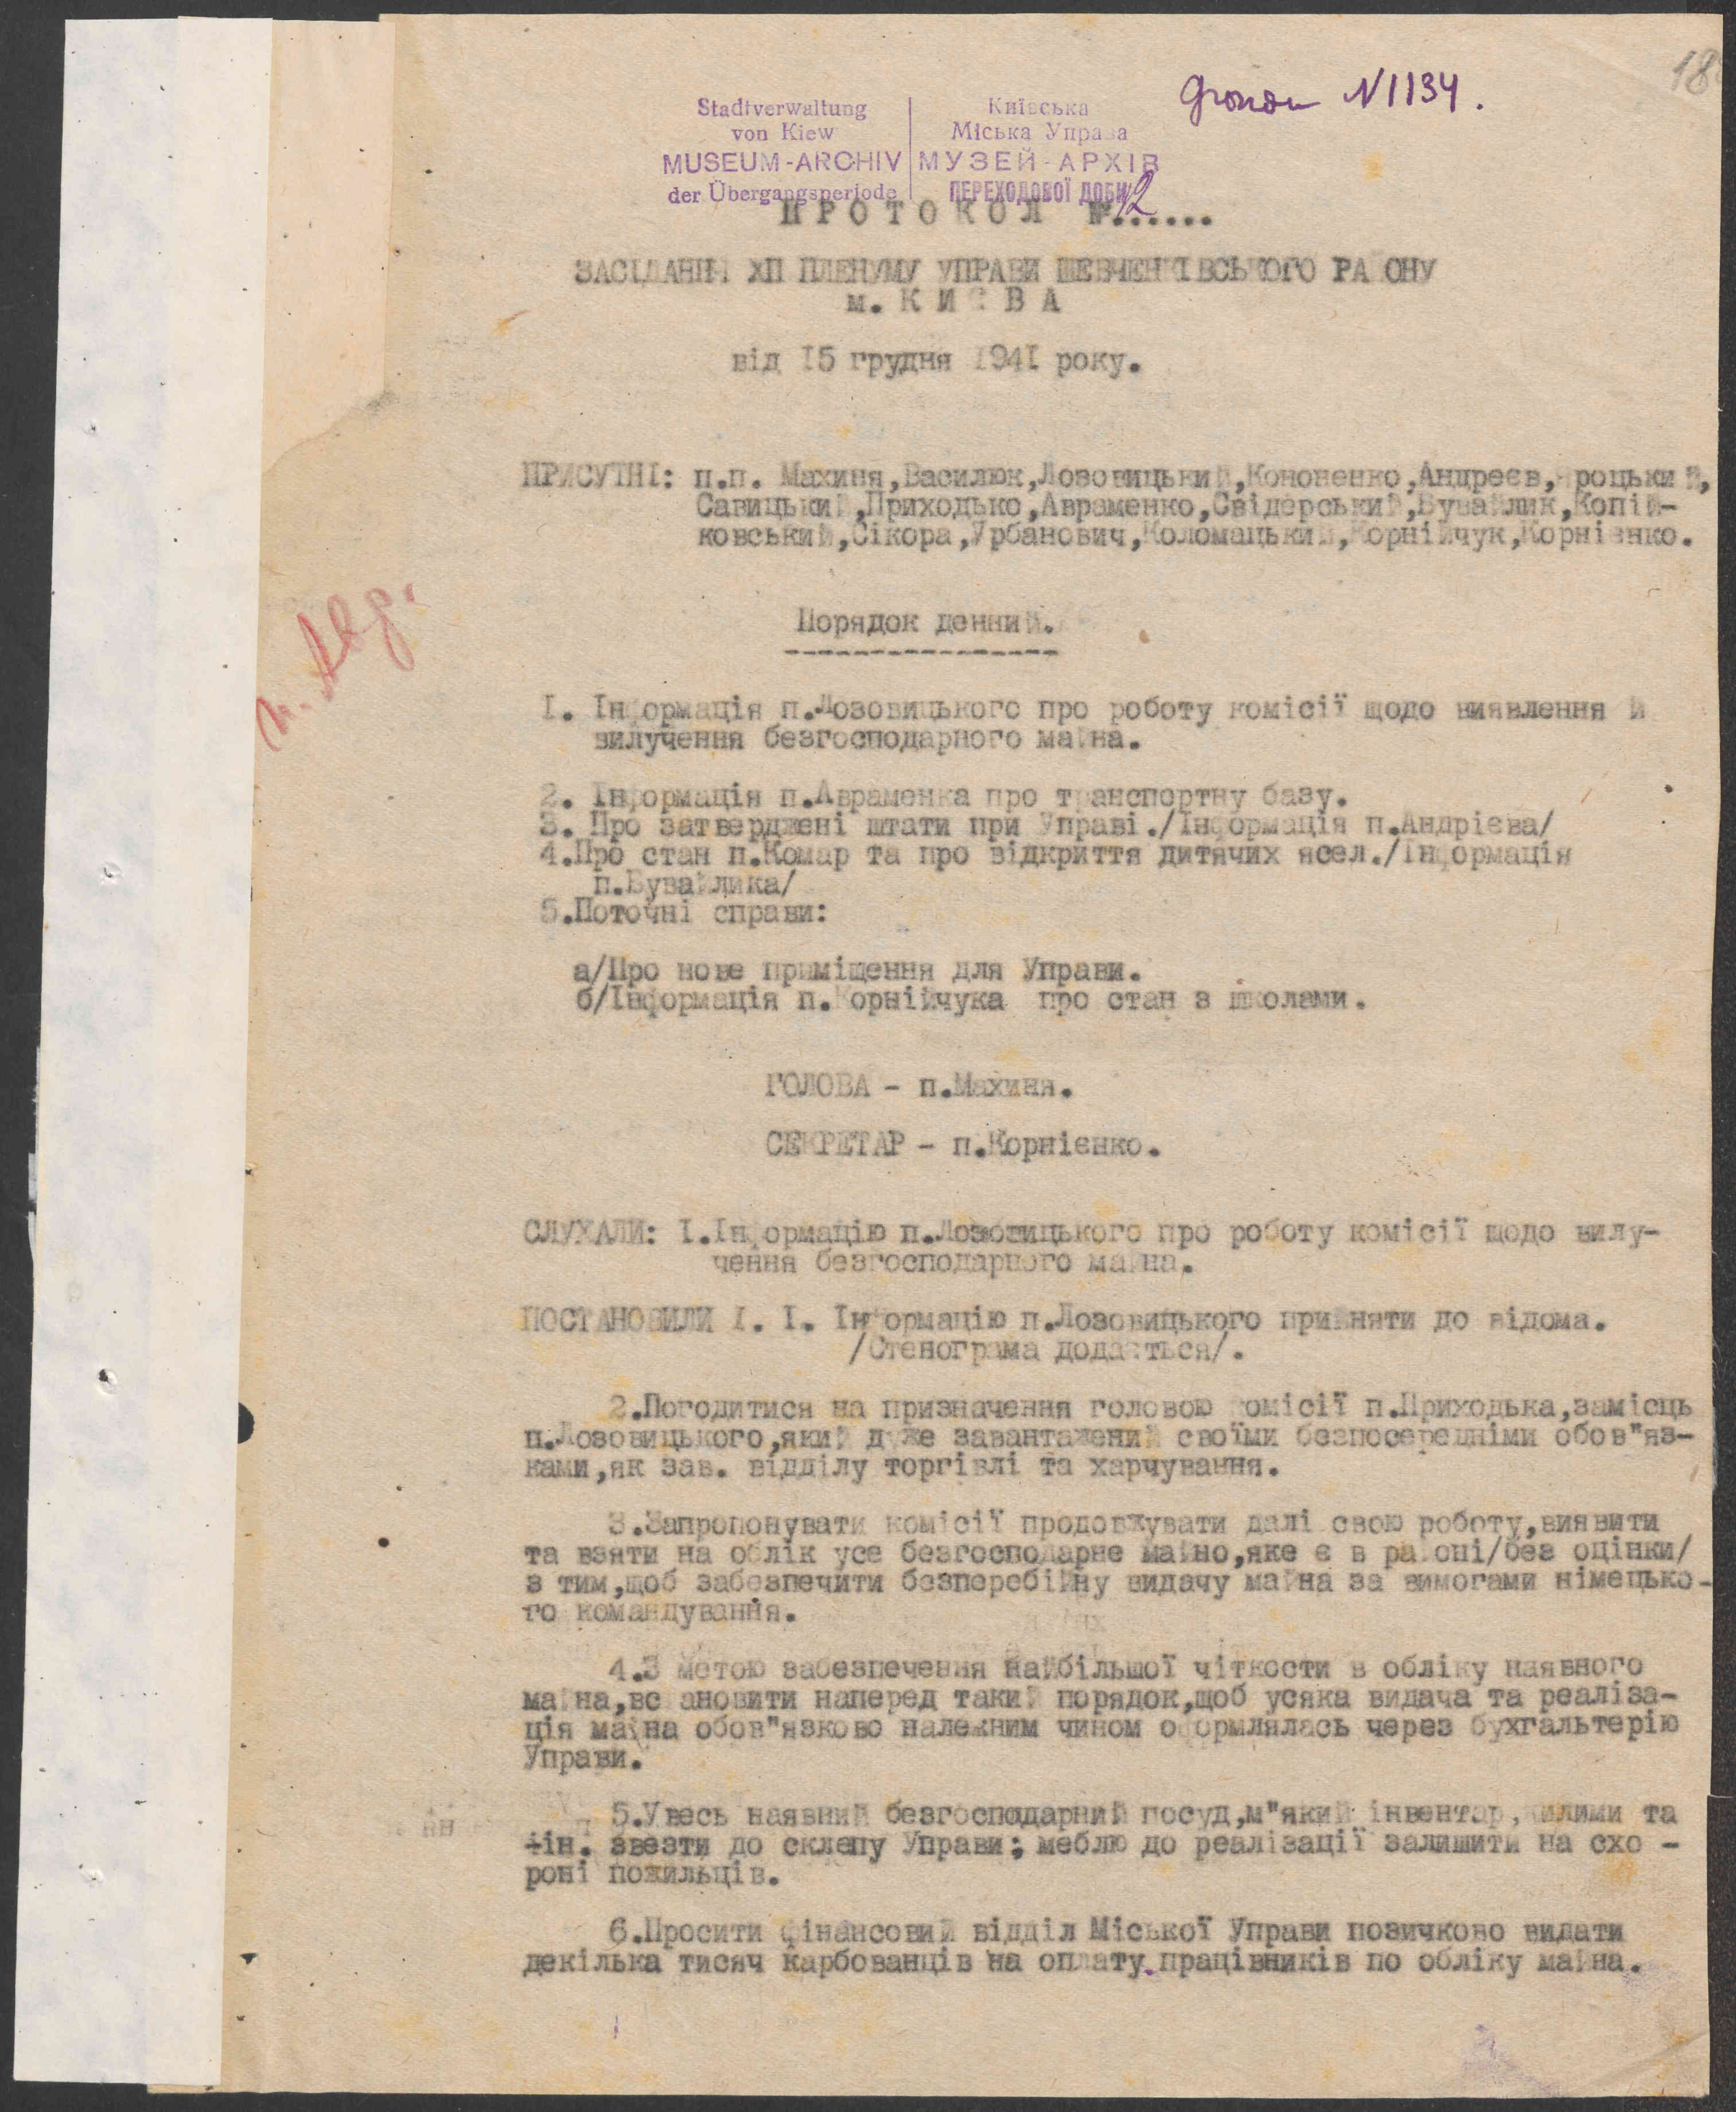 18
N1134.
Stadtverwaltung
von Kiew
MUSEUM-ARCHIV
der Übergangsperiode
Київська
Міська Управа
МУЗЕЙ-АРХІВ
ПЕРЕХОДОВОЇ ДОБИ
ПРОТОКОЛ №12......
ЗАСІДАННЯ ХП ПЛЕНУМУ УПРАВИ ШЕВЧЕНКІВСЬКОГО РАЙОНУ
м. КИЄВА
від І5 грудня І94І року.
ПРИСУТНІ: п.п. Махиня,Василюк,Лозовицький,Кононенко,Андреєв,Яроцький,
Савицький,Приходько,Авраменко,Свідерський,Бувайлик,Копій-
ковський,Сікора,Урбанович,Коломацький,Корнійчук,Корнієнко.
Порядок денний.
І. Інформація п.Лозовицького про роботу комісії щодо виявлення й
вилучення безгосподарного майна.
2. Інформація п.Авраменка про транспортну базу.
3. Про затверджені штати при Управі./Інформація п.Андрієва/
4.Про стан п.Комар та про відкриття дитячих ясел./Інформація
п.Бувайлика/
5.Поточні справи:
а/Про нове приміщення для Управи.
б/Інформація п.Корнійчука про стан з школами.
ГОЛОВА - п.Махиня.
СЕКРЕТАР - п.Корнієнко.
СЛУХАЛИ: І.Інформацію п.Лозовицького про роботу комісії щодо вилу-
чення безгосподарного майна.
ПОСТАНОВИЛИ І. І. Інформацію п.Лозовицького прийняти до відома.
/Стенограма додається/.
2.Погодитися на призначення головою комісії п.Приходька,замісць
п.Лозовицького,який дуже завантажений своїми безпосередніми обов"яз-
ками,як зав. відділу торгівлі та харчування.
3.Запропонувати комісії продовжувати далі свою роботу,виявити
та взяти на облік усе безгосподарне майно,яке є в районі/без оцінки/
з тим,щоб забезпечити безперебійну видачу майна за вимогами німецько-
го командування.
4.З метою забезпечення найбільшої чіткости в обліку наявного
майна,встановити наперед такий порядок,щоб усяка видача та реаліза-
ція майна обов"язково належним чином оформлялась через бухгальтерію
Управи.
5.Увесь наявний безгосподарний посуд,м"який інвентар,килими та
ін. звезти до склепу Управи; меблю до реалізації залишити на схо -
роні пожильців.
6.Просити фінансовий відділ Міської Управи позичково видати
декілька тисяч карбованців на оплату працівників по обліку майна.